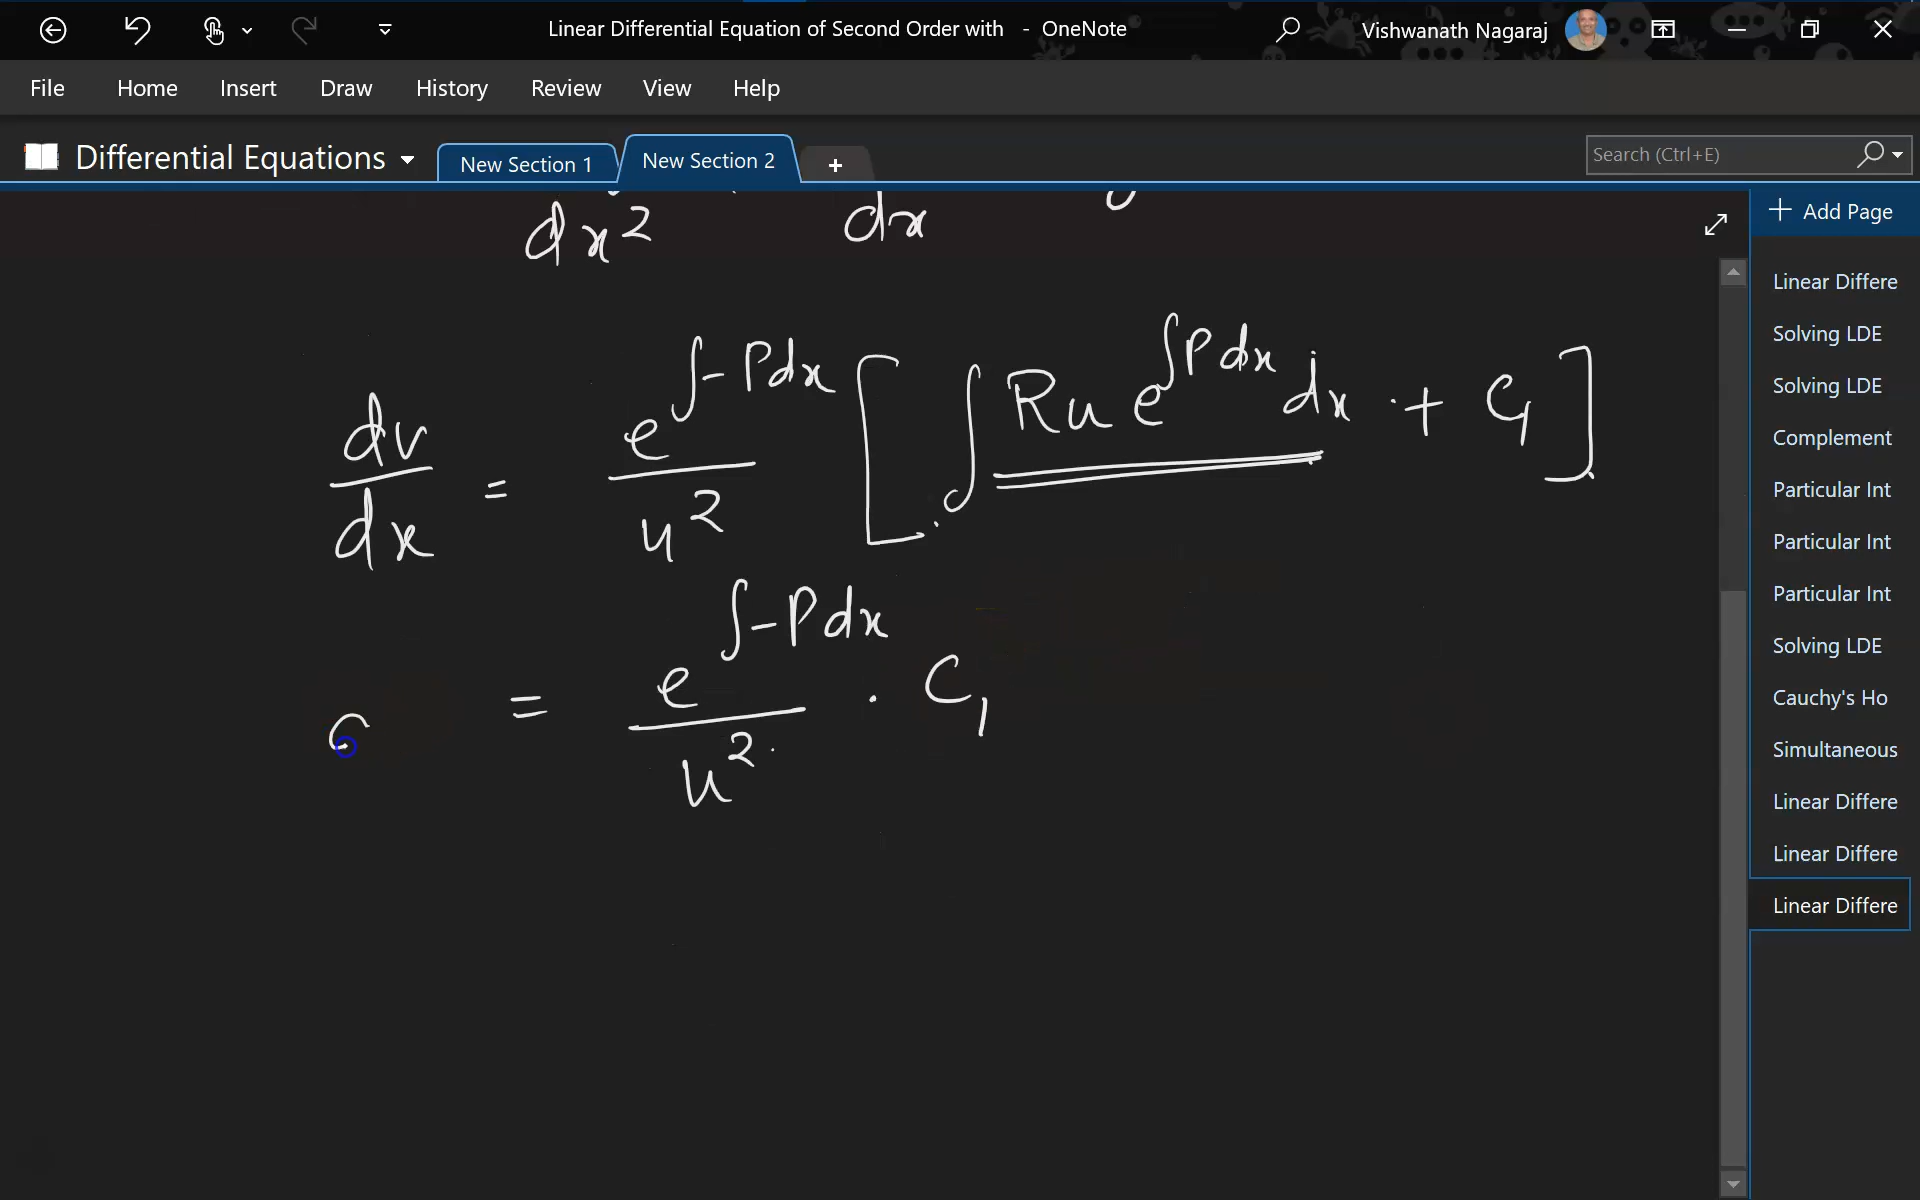 Linear Differential Equation of Second Order with - OneNote
Vishwanath Nagaraj
File Home Insert Draw History Review View Help
Differential Equations New Section 1 New Section 2 + Search (Ctrl+E)
+ Add Page
dx² dx
dv/dx = e^∫-Pdx / u² [ ∫ Ru e^∫Pdx dx + C₁ ]
= e^∫-Pdx / u² · C₁
Linear Differe
Solving LDE
Solving LDE
Complement
Particular Int
Particular Int
Particular Int
Solving LDE
Cauchy's Ho
Simultaneous
Linear Differe
Linear Differe
Linear Differe